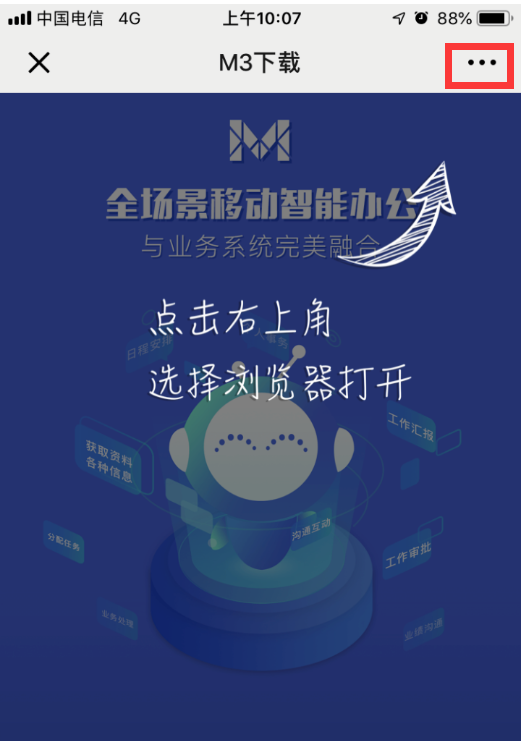 中国电信 4G 上午10:07 88%
M3下载
M
全场景移动智能办公
与业务系统完美融合
点击右上角
日程安排
选择浏览器打开
工作汇报
获取资料
各种信息
沟通互动
分配任务
工作审批
业务处理
业绩沟通